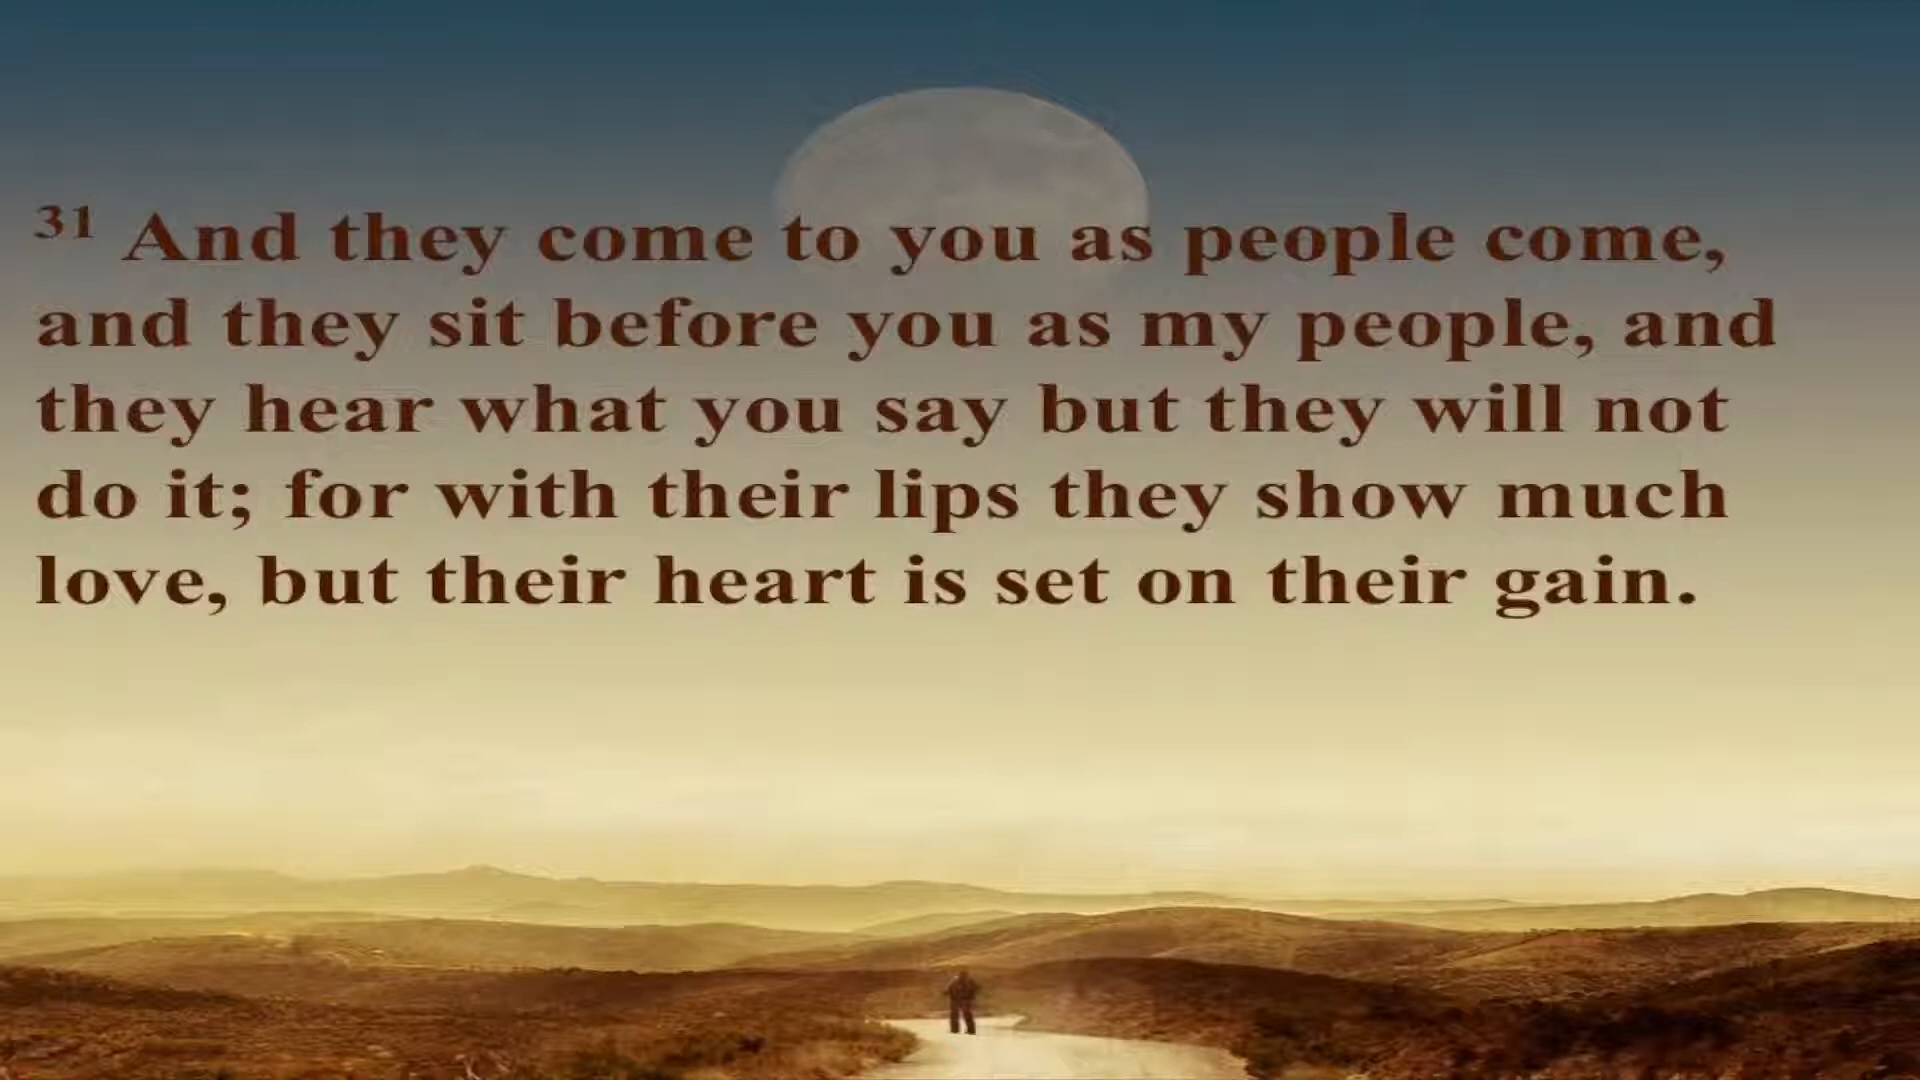 31 And they come to you as people come,
and they sit before you as my people, and
they hear what you say but they will not
do it; for with their lips they show much
love, but their heart is set on their gain.